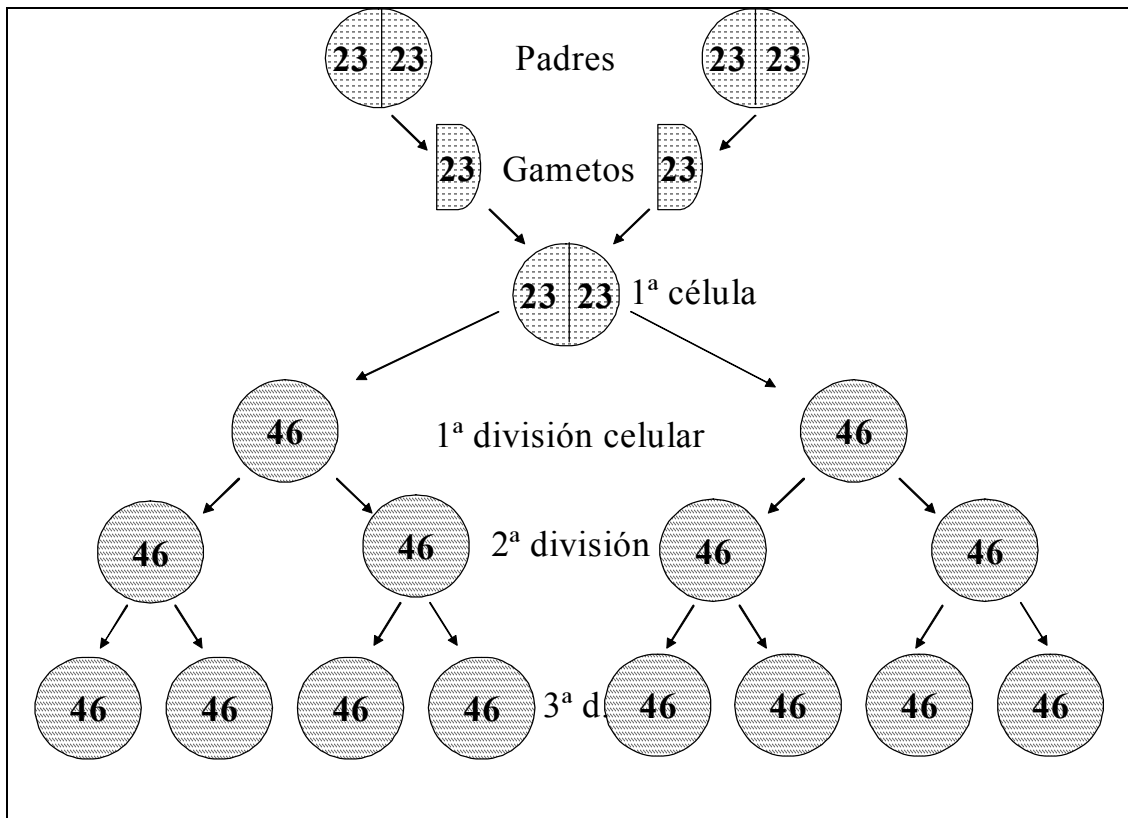 23 23 Padres 23 23
23 Gametos 23
23 23 1ª célula
46 1ª división celular 46
46 46 2ª división 46 46
46 46 46 46 3ª d. 46 46 46 46